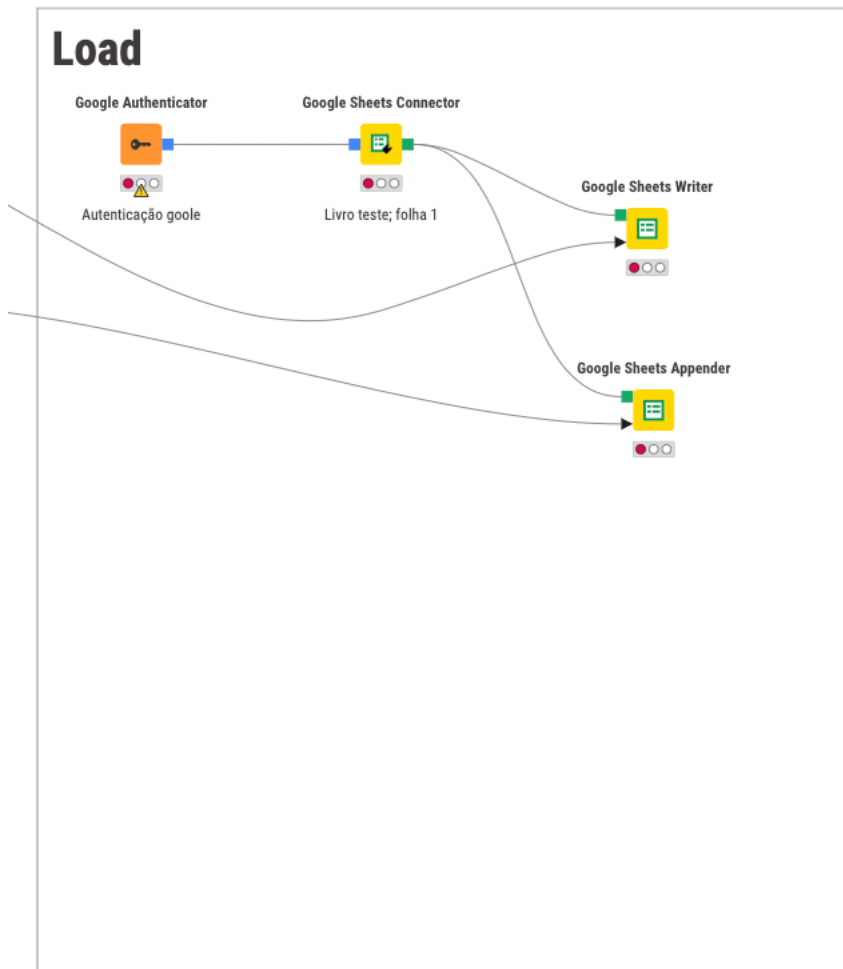 Load
Google Authenticator
Google Sheets Connector
Autenticação goole
Livro teste; folha 1
Google Sheets Writer
Google Sheets Appender